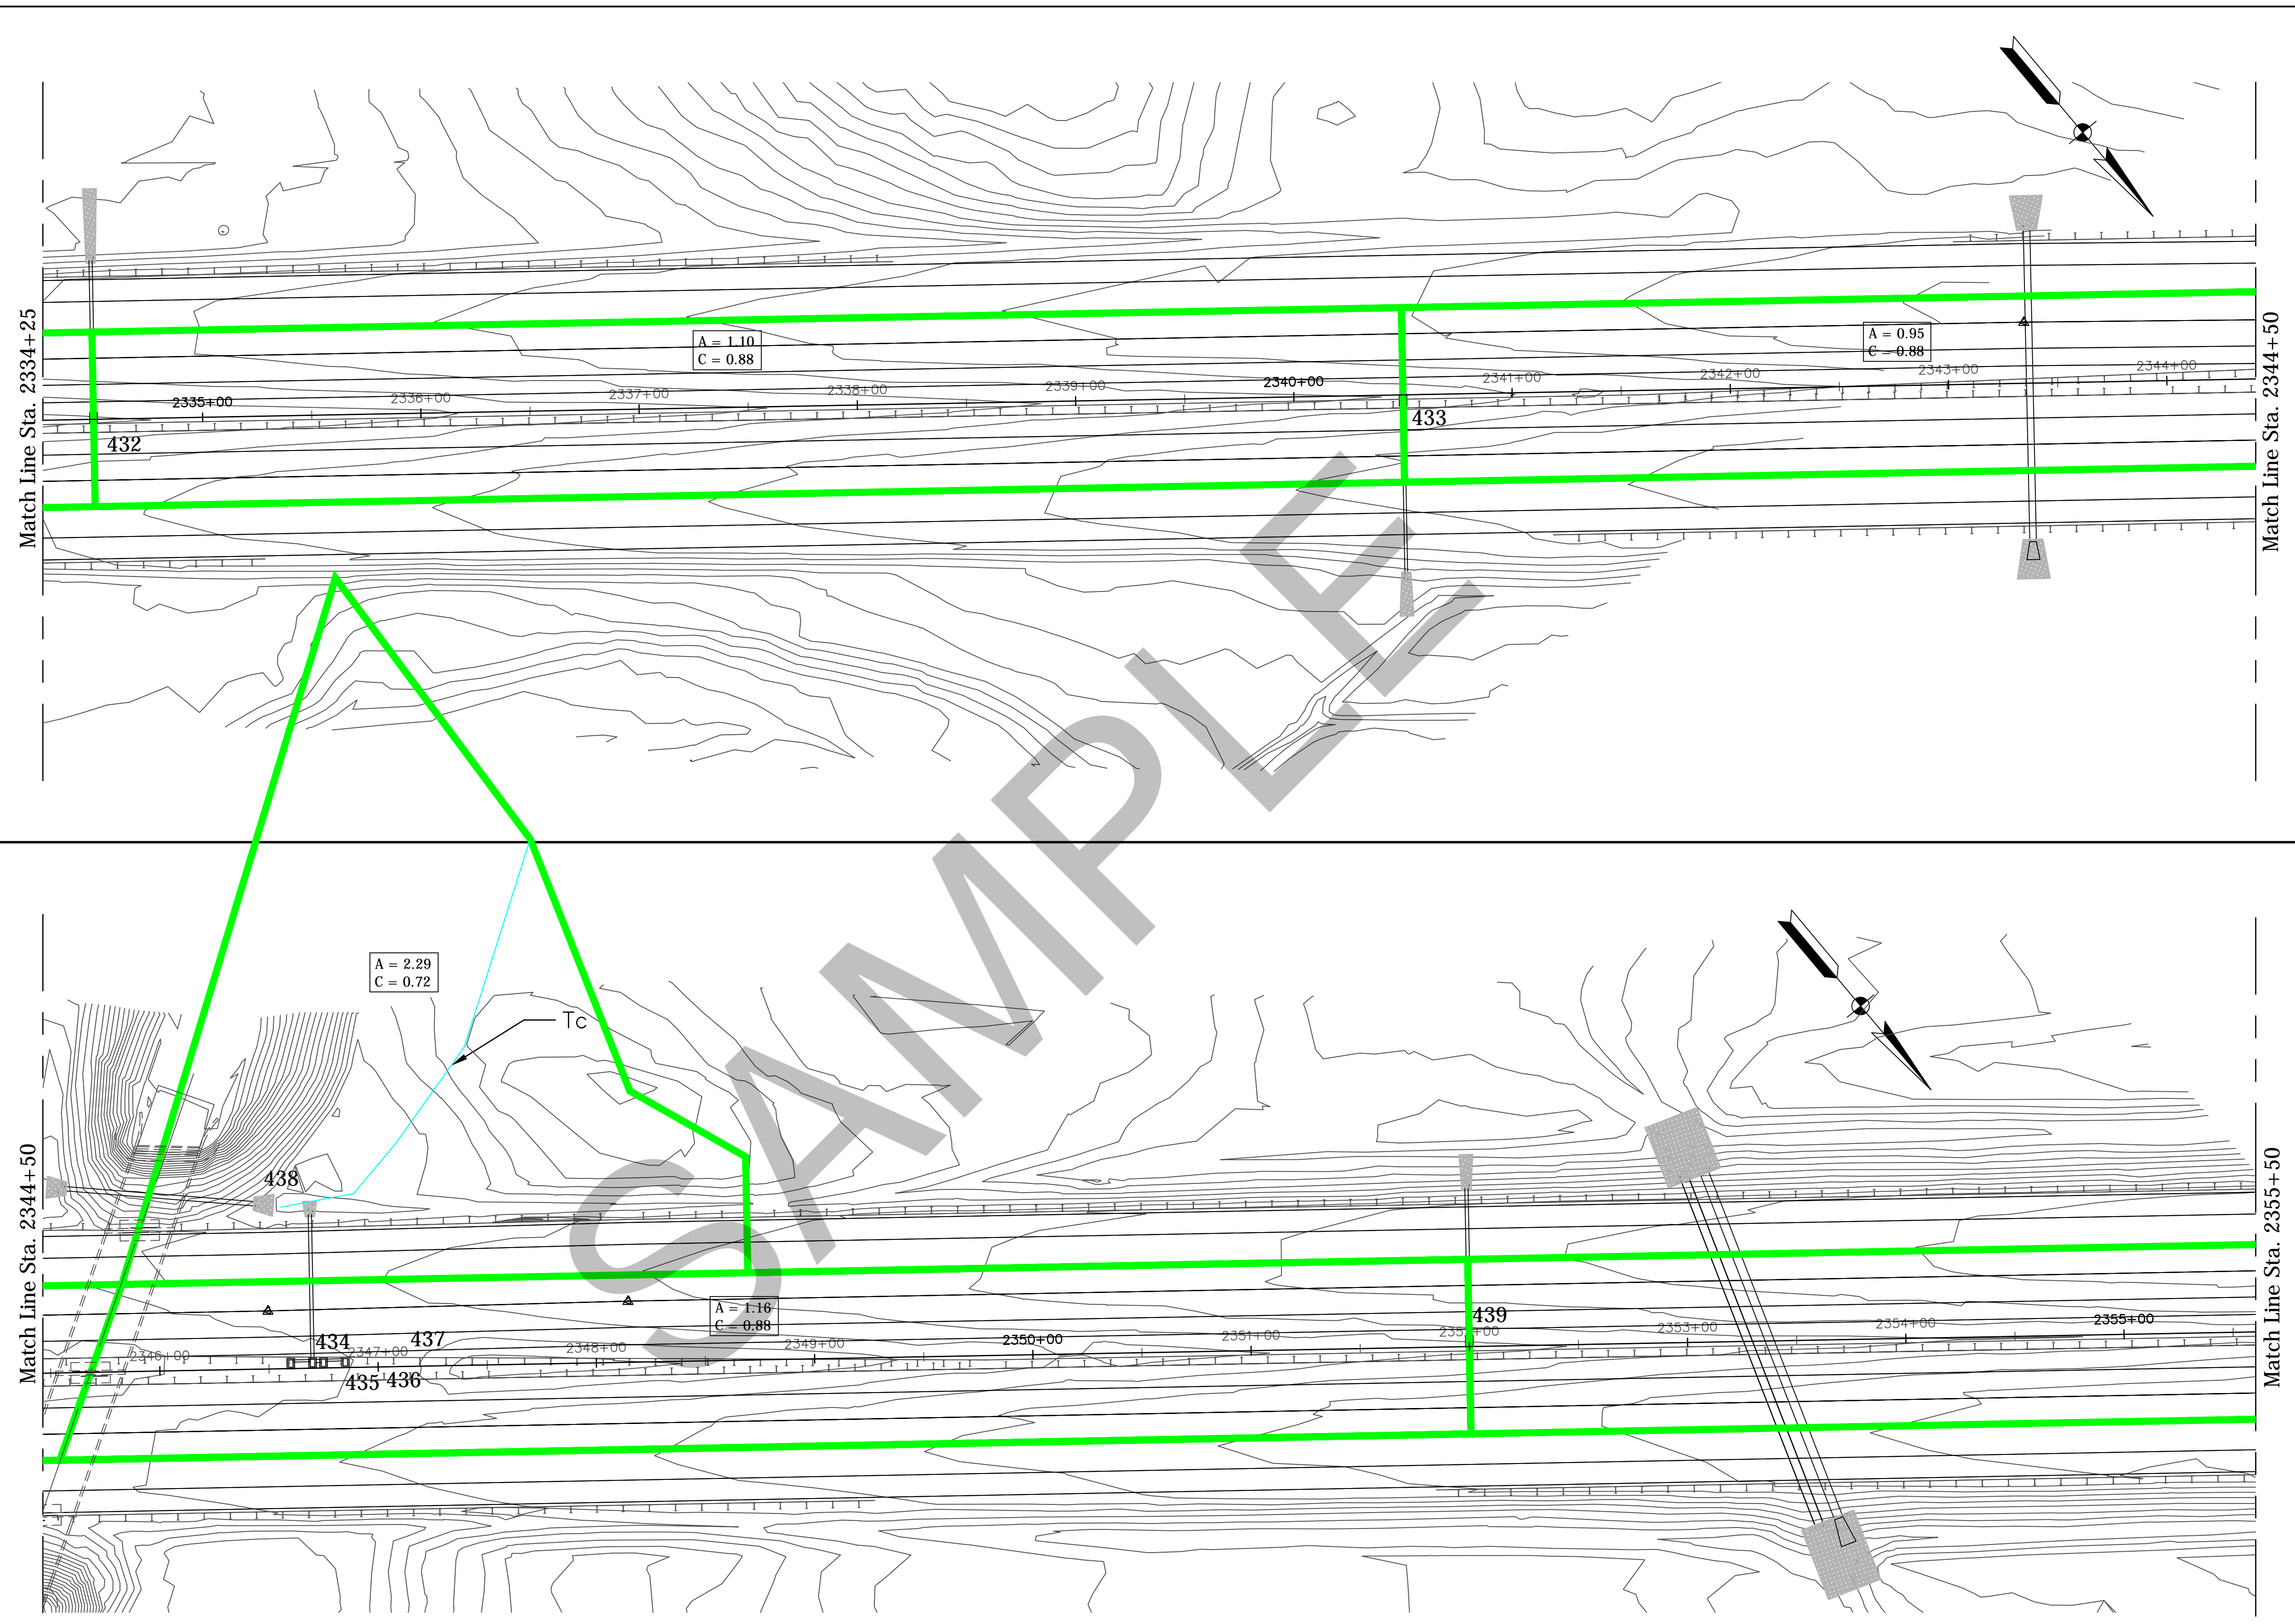 Match Line Sta. 2334+25
A = 1.10
C = 0.88
A = 0.95
C = 0.88
2335+00
2336+00
2337+00
2338+00
2339+00
2340+00
2341+00
2342+00
2343+00
2344+00
432
433
Match Line Sta. 2344+50
SAMPLE
Match Line Sta. 2344+50
A = 2.29
C = 0.72
Tc
438
A = 1.16
C = 0.88
434
437
439
2346+00
2347+00
2348+00
2349+00
2350+00
2351+00
2352+00
2353+00
2354+00
2355+00
435
436
Match Line Sta. 2355+50